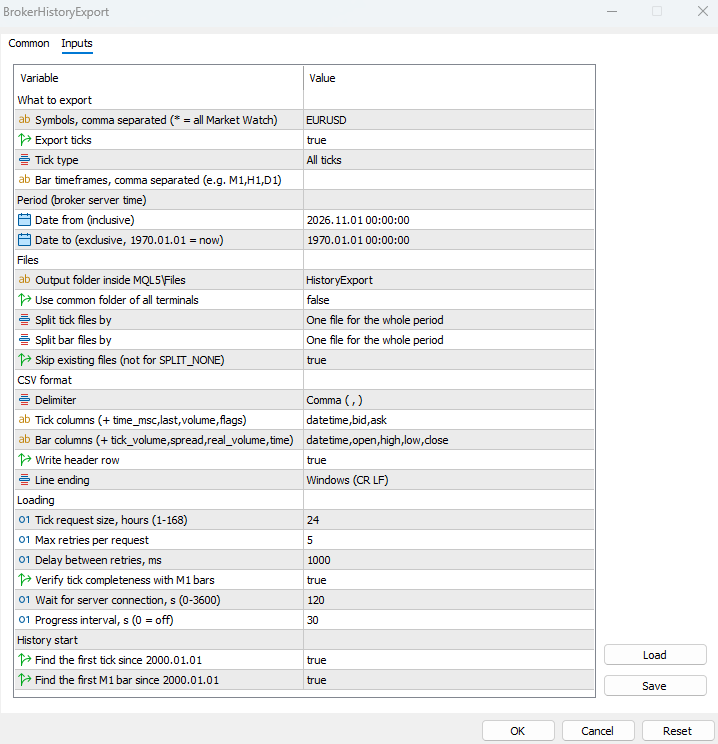 BrokerHistoryExport
Common Inputs
Variable Value
What to export
ab Symbols, comma separated (* = all Market Watch) EURUSD
Export ticks true
Tick type All ticks
ab Bar timeframes, comma separated (e.g. M1,H1,D1)
Period (broker server time)
Date from (inclusive) 2026.11.01 00:00:00
Date to (exclusive, 1970.01.01 = now) 1970.01.01 00:00:00
Files
ab Output folder inside MQL5\Files HistoryExport
Use common folder of all terminals false
Split tick files by One file for the whole period
Split bar files by One file for the whole period
Skip existing files (not for SPLIT_NONE) true
CSV format
Delimiter Comma ( , )
ab Tick columns (+ time_msc,last,volume,flags) datetime,bid,ask
ab Bar columns (+ tick_volume,spread,real_volume,time) datetime,open,high,low,close
Write header row true
Line ending Windows (CR LF)
Loading
01 Tick request size, hours (1-168) 24
01 Max retries per request 5
01 Delay between retries, ms 1000
Verify tick completeness with M1 bars true
01 Wait for server connection, s (0-3600) 120
01 Progress interval, s (0 = off) 30
History start
Find the first tick since 2000.01.01 true
Find the first M1 bar since 2000.01.01 true
Load
Save
OK Cancel Reset